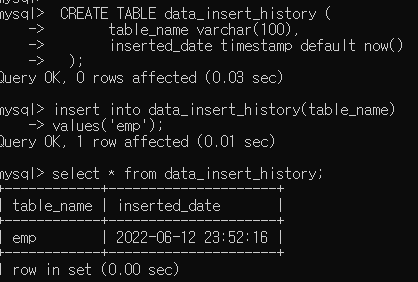 mysql>  CREATE TABLE data_insert_history (
    ->        table_name varchar(100),
    ->        inserted_date timestamp default now()
    ->   );
Query OK, 0 rows affected (0.03 sec)

mysql> insert into data_insert_history(table_name)
    -> values('emp');
Query OK, 1 row affected (0.01 sec)

mysql> select * from data_insert_history;
+------------+---------------------+
| table_name | inserted_date       |
+------------+---------------------+
| emp        | 2022-06-12 23:52:16 |
+------------+---------------------+
1 row in set (0.00 sec)